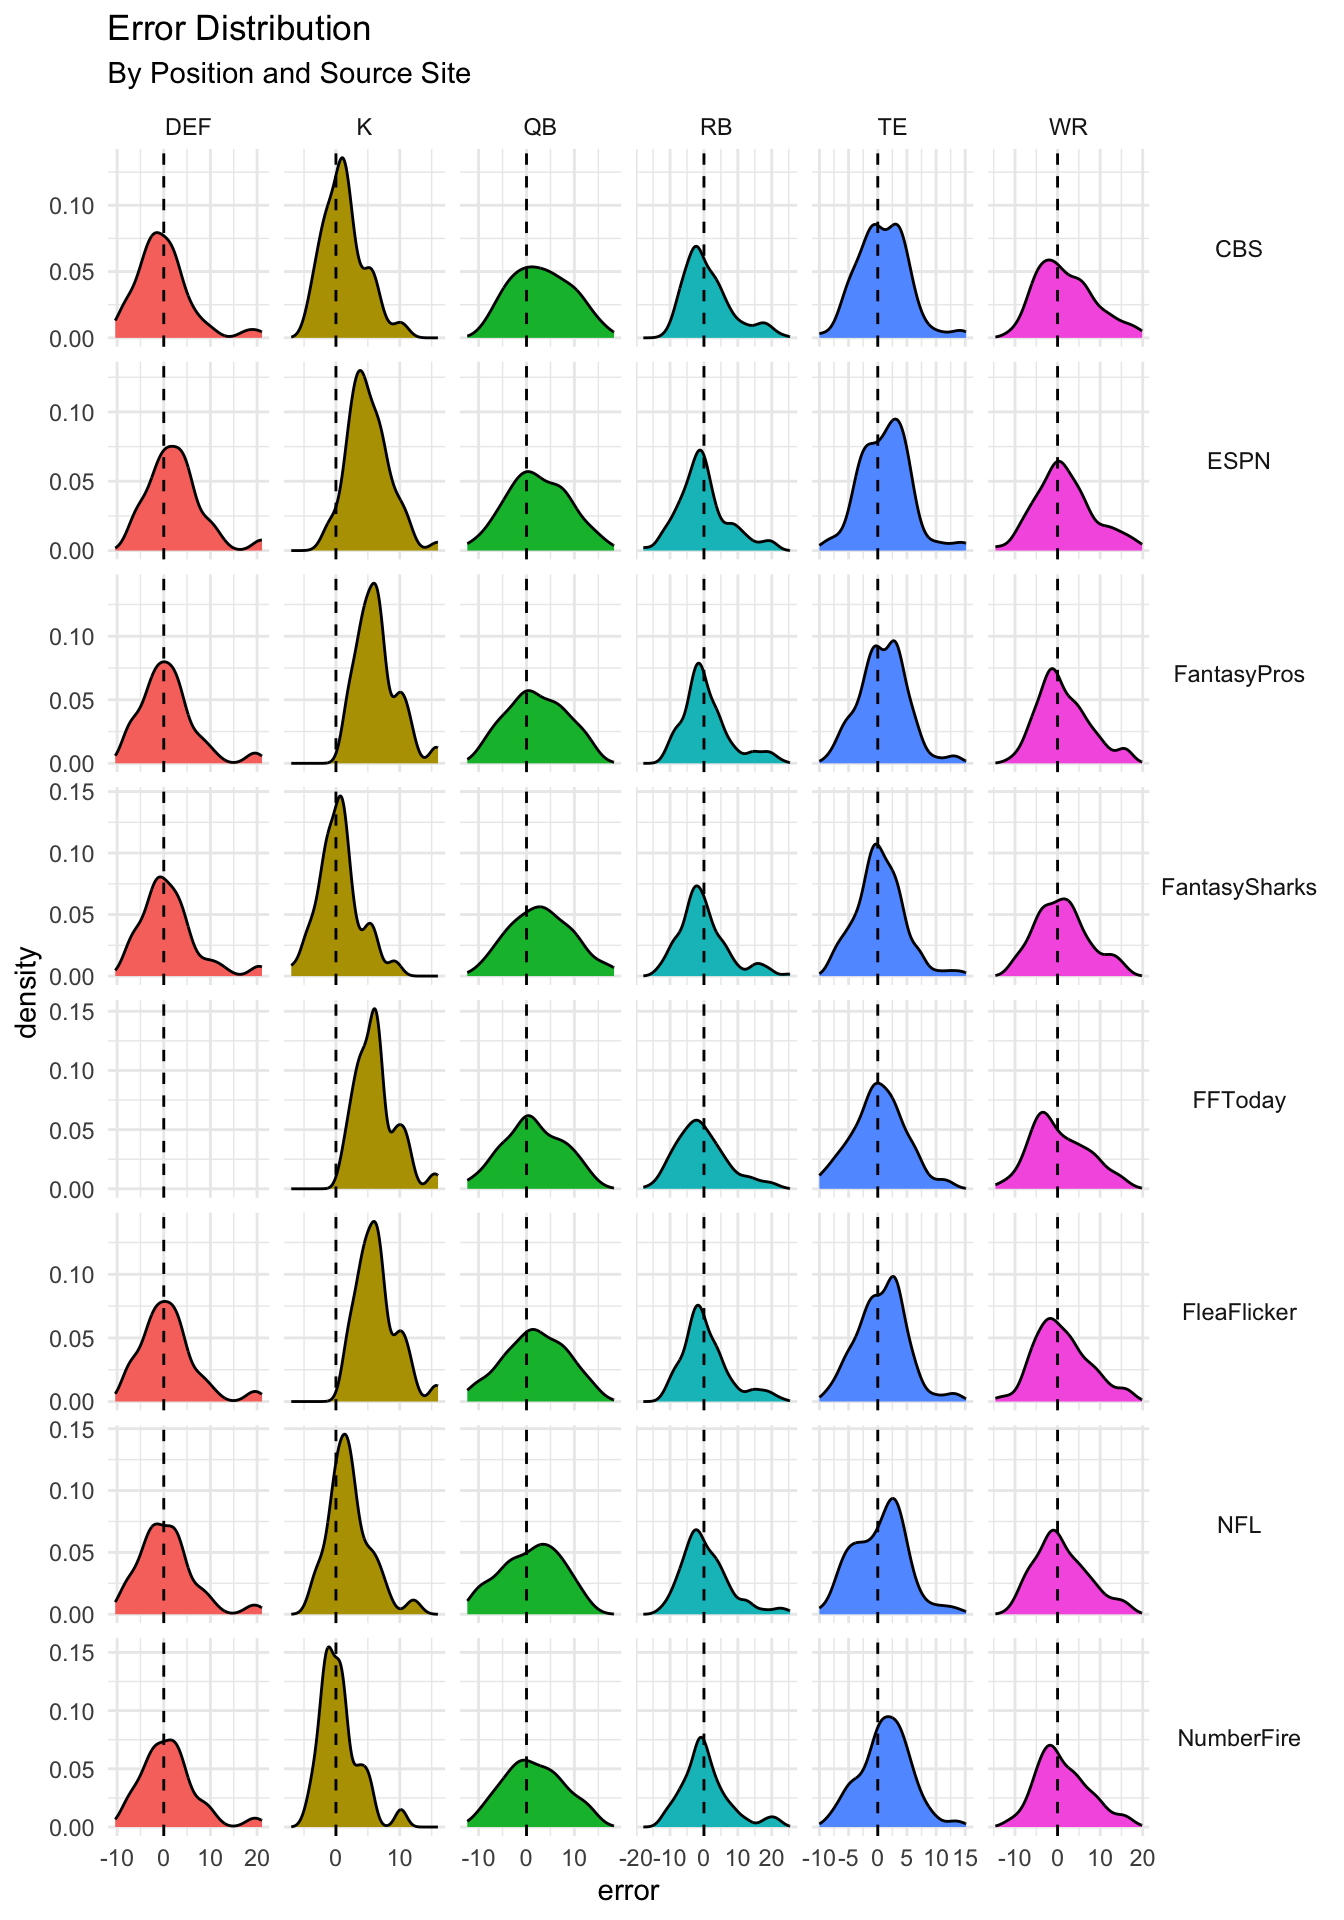 Error Distribution
By Position and Source Site
DEF K QB RB TE WR
0.10
0.05
0.00
CBS
0.10
0.05
0.00
ESPN
0.10
0.05
0.00
FantasyPros
0.15
0.10
0.05
0.00
FantasySharks
0.15
0.10
0.05
0.00
FFToday
0.10
0.05
0.00
FleaFlicker
0.15
0.10
0.05
0.00
NFL
0.15
0.10
0.05
0.00
NumberFire
density
-10 0 10 20 0 10 -10 0 10 -20 -10 0 10 20 -10 -5 0 5 10 15 -10 0 10 20
error